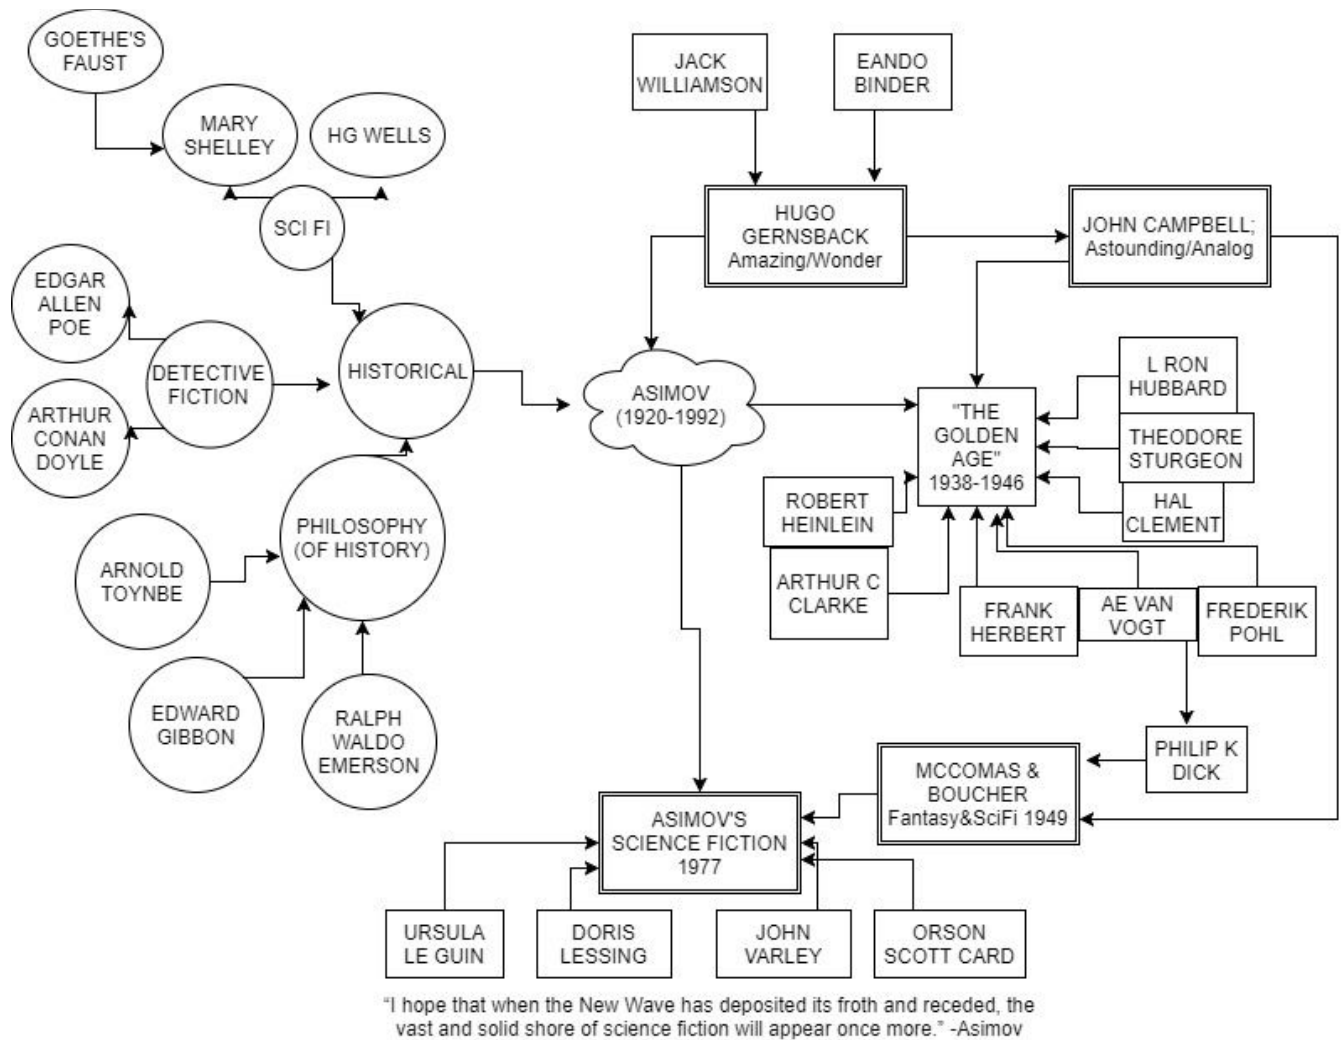 GOETHE'S
FAUST
MARY
SHELLEY
HG WELLS
SCI FI
EDGAR
ALLEN
POE
DETECTIVE
FICTION
ARTHUR
CONAN
DOYLE
HISTORICAL
PHILOSOPHY
(OF HISTORY)
ARNOLD
TOYNBE
EDWARD
GIBBON
RALPH
WALDO
EMERSON
JACK
WILLIAMSON
EANDO
BINDER
HUGO
GERNSBACK
Amazing/Wonder
JOHN CAMPBELL;
Astounding/Analog
ASIMOV
(1920-1992)
"THE
GOLDEN
AGE"
1938-1946
L RON
HUBBARD
THEODORE
STURGEON
HAL
CLEMENT
ROBERT
HEINLEIN
ARTHUR C
CLARKE
FRANK
HERBERT
AE VAN
VOGT
FREDERIK
POHL
PHILIP K
DICK
MCCOMAS &
BOUCHER
Fantasy&SciFi 1949
ASIMOV'S
SCIENCE FICTION
1977
URSULA
LE GUIN
DORIS
LESSING
JOHN
VARLEY
ORSON
SCOTT CARD
“I hope that when the New Wave has deposited its froth and receded, the
vast and solid shore of science fiction will appear once more.” -Asimov